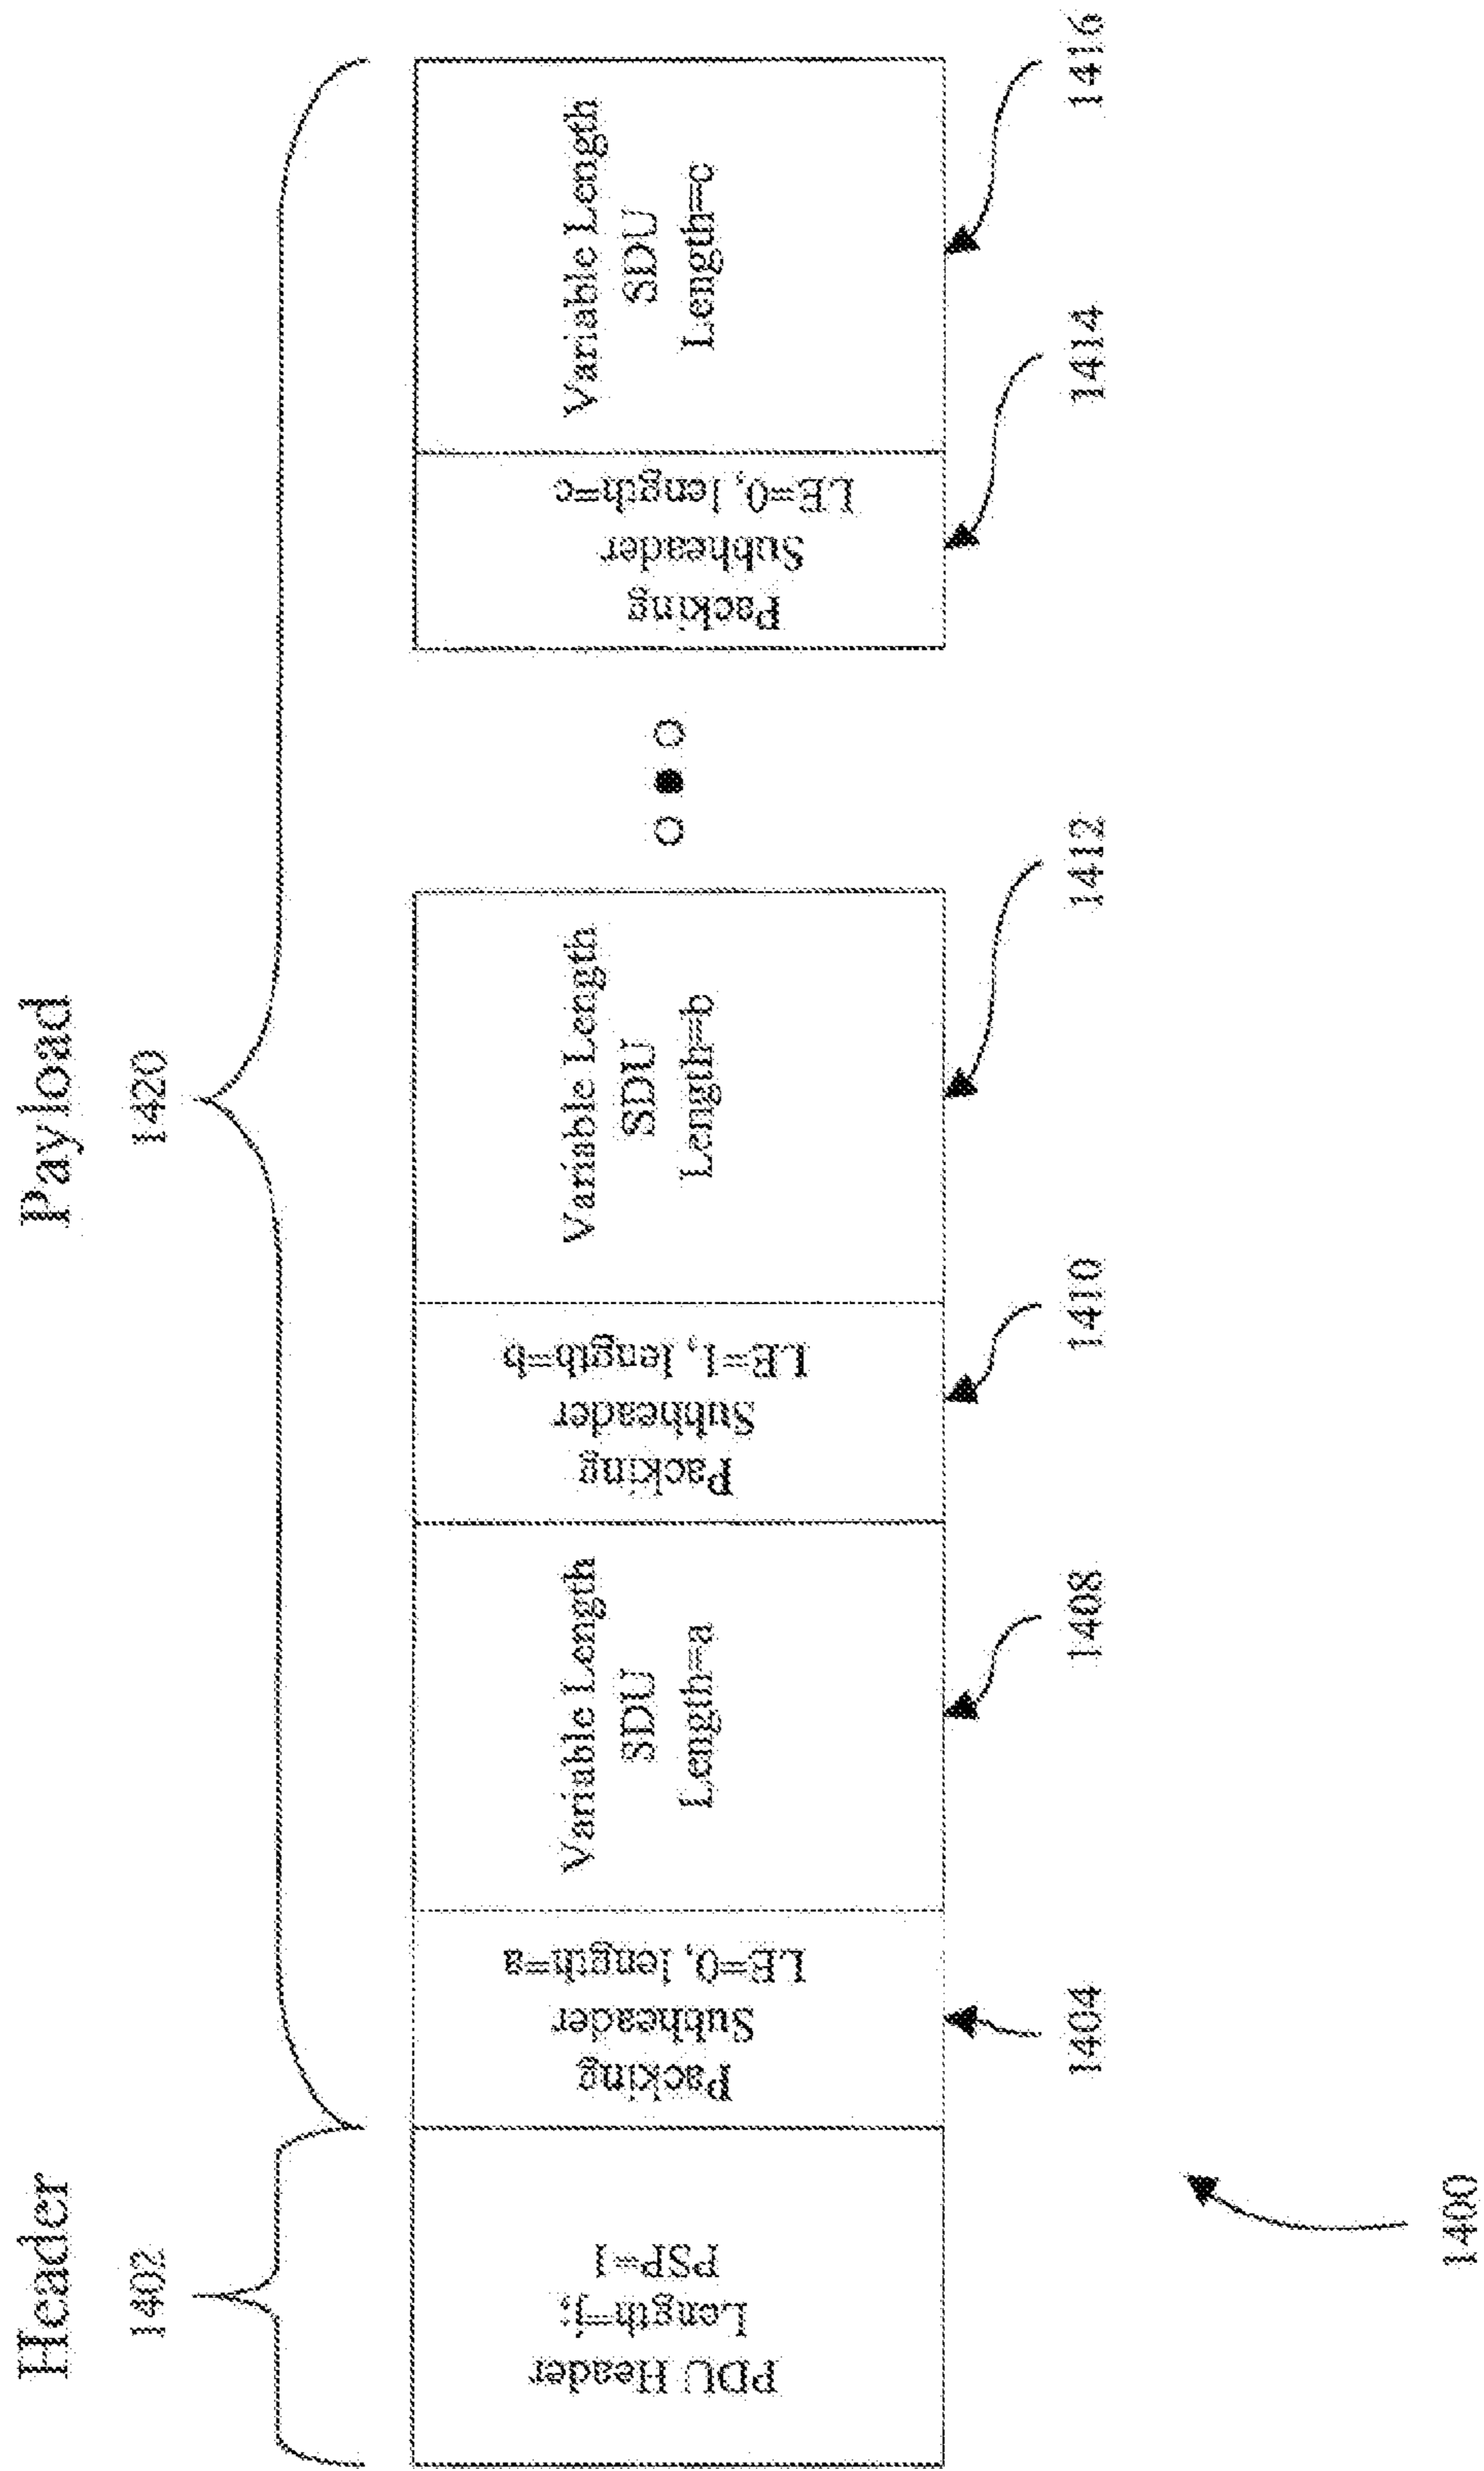 Header
Payload
1402
1420
PDU Header
Length=j;
PSP=1
Packing
Subheader
LE=0, length=a
Variable Length
SDU
Length=a
Packing
Subheader
LE=1, length=b
Variable Length
SDU
Length=b
Packing
Subheader
LE=0, length=c
Variable Length
SDU
Length=c
1404
1408
1410
1412
1414
1416
1400